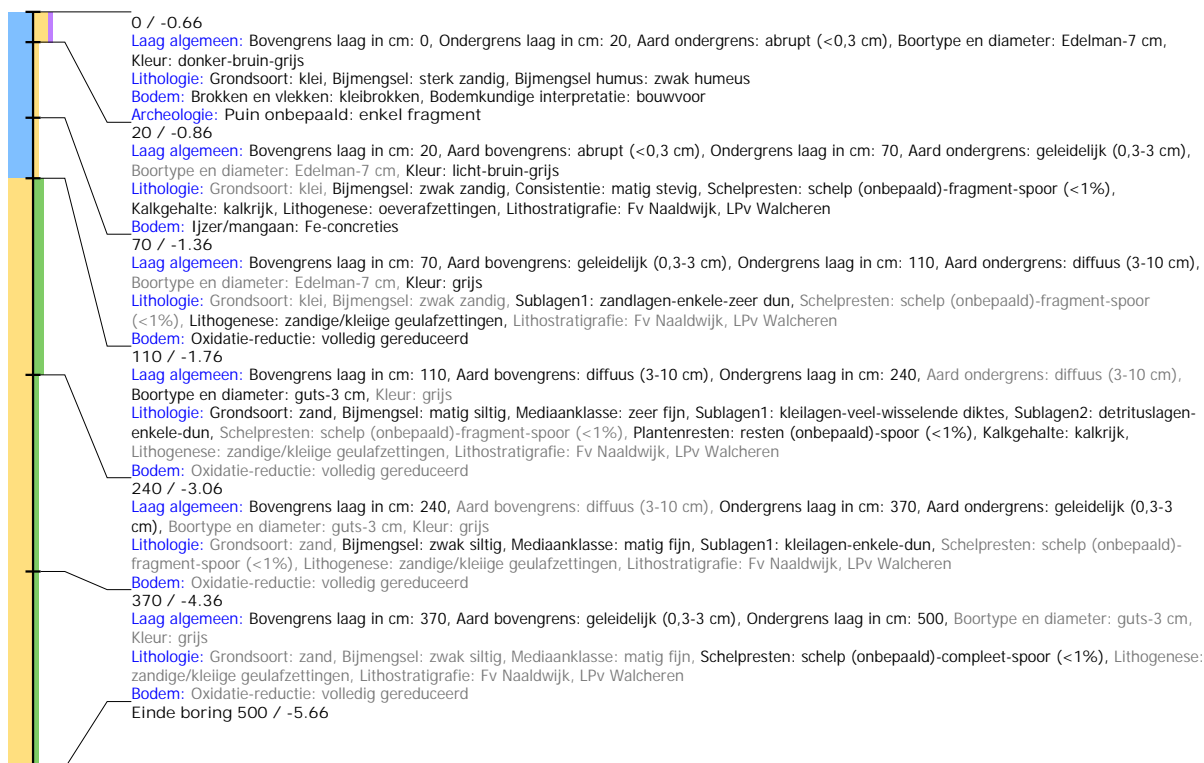 0 / -0.66
Laag algemeen: Bovengrens laag in cm: 0, Ondergrens laag in cm: 20, Aard ondergrens: abrupt (<0,3 cm), Boortype en diameter: Edelman-7 cm,
Kleur: donker-bruin-grijs
Lithologie: Grondsoort: klei, Bijmengsel: sterk zandig, Bijmengsel humus: zwak humeus
Bodem: Brokken en vlekken: kleibrokken, Bodemkundige interpretatie: bouwvoor
Archeologie: Puin onbepaald: enkel fragment
20 / -0.86
Laag algemeen: Bovengrens laag in cm: 20, Aard bovengrens: abrupt (<0,3 cm), Ondergrens laag in cm: 70, Aard ondergrens: geleidelijk (0,3-3 cm),
Boortype en diameter: Edelman-7 cm, Kleur: licht-bruin-grijs
Lithologie: Grondsoort: klei, Bijmengsel: zwak zandig, Consistentie: matig stevig, Schelpresten: schelp (onbepaald)-fragment-spoor (<1%),
Kalkgehalte: kalkrijk, Lithogenese: oeverafzettingen, Lithostratigrafie: Fv Naaldwijk, LPv Walcheren
Bodem: Ijzer/mangaan: Fe-concreties
70 / -1.36
Laag algemeen: Bovengrens laag in cm: 70, Aard bovengrens: geleidelijk (0,3-3 cm), Ondergrens laag in cm: 110, Aard ondergrens: diffuus (3-10 cm),
Boortype en diameter: Edelman-7 cm, Kleur: grijs
Lithologie: Grondsoort: klei, Bijmengsel: zwak zandig, Sublagen1: zandlagen-enkele-zeer dun, Schelpresten: schelp (onbepaald)-fragment-spoor
(<1%), Lithogenese: zandige/kleiige geulafzettingen, Lithostratigrafie: Fv Naaldwijk, LPv Walcheren
Bodem: Oxidatie-reductie: volledig gereduceerd
110 / -1.76
Laag algemeen: Bovengrens laag in cm: 110, Aard bovengrens: diffuus (3-10 cm), Ondergrens laag in cm: 240, Aard ondergrens: diffuus (3-10 cm),
Boortype en diameter: guts-3 cm, Kleur: grijs
Lithologie: Grondsoort: zand, Bijmengsel: matig siltig, Mediaanklasse: zeer fijn, Sublagen1: kleilagen-veel-wisselende diktes, Sublagen2: detrituslagen-
enkele-dun, Schelpresten: schelp (onbepaald)-fragment-spoor (<1%), Plantenresten: resten (onbepaald)-spoor (<1%), Kalkgehalte: kalkrijk,
Lithogenese: zandige/kleiige geulafzettingen, Lithostratigrafie: Fv Naaldwijk, LPv Walcheren
Bodem: Oxidatie-reductie: volledig gereduceerd
240 / -3.06
Laag algemeen: Bovengrens laag in cm: 240, Aard bovengrens: diffuus (3-10 cm), Ondergrens laag in cm: 370, Aard ondergrens: geleidelijk (0,3-3
cm), Boortype en diameter: guts-3 cm, Kleur: grijs
Lithologie: Grondsoort: zand, Bijmengsel: zwak siltig, Mediaanklasse: matig fijn, Sublagen1: kleilagen-enkele-dun, Schelpresten: schelp (onbepaald)-
fragment-spoor (<1%), Lithogenese: zandige/kleiige geulafzettingen, Lithostratigrafie: Fv Naaldwijk, LPv Walcheren
Bodem: Oxidatie-reductie: volledig gereduceerd
370 / -4.36
Laag algemeen: Bovengrens laag in cm: 370, Aard bovengrens: geleidelijk (0,3-3 cm), Ondergrens laag in cm: 500, Boortype en diameter: guts-3 cm,
Kleur: grijs
Lithologie: Grondsoort: zand, Bijmengsel: zwak siltig, Mediaanklasse: matig fijn, Schelpresten: schelp (onbepaald)-compleet-spoor (<1%), Lithogenese:
zandige/kleiige geulafzettingen, Lithostratigrafie: Fv Naaldwijk, LPv Walcheren
Bodem: Oxidatie-reductie: volledig gereduceerd
Einde boring 500 / -5.66